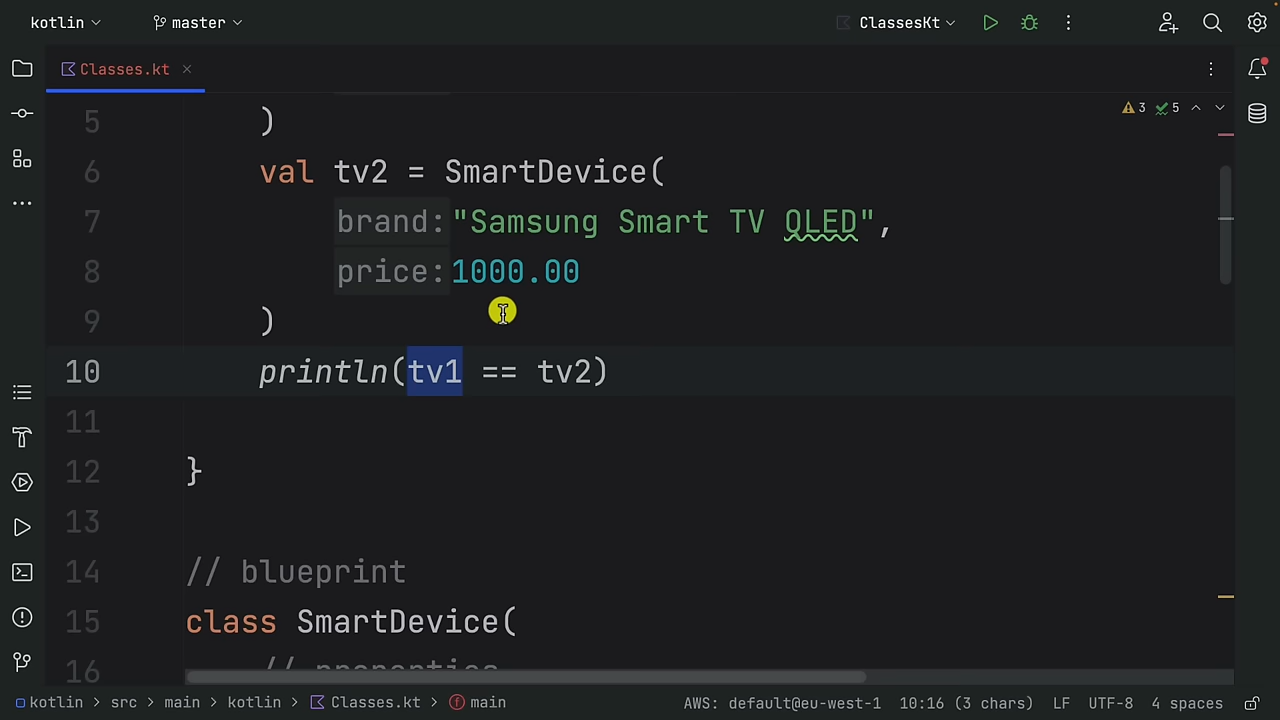 kotlin master ClassesKt
Classes.kt
3 5
5 )
6 val tv2 = SmartDevice(
7 brand: "Samsung Smart TV QLED",
8 price: 1000.00
9 )
10 println(tv1 == tv2)
11
12 }
13
14 // blueprint
15 class SmartDevice(
16 // properties
kotlin > src > main > kotlin > Classes.kt > main AWS: default@eu-west-1 10:16 (3 chars) LF UTF-8 4 spaces